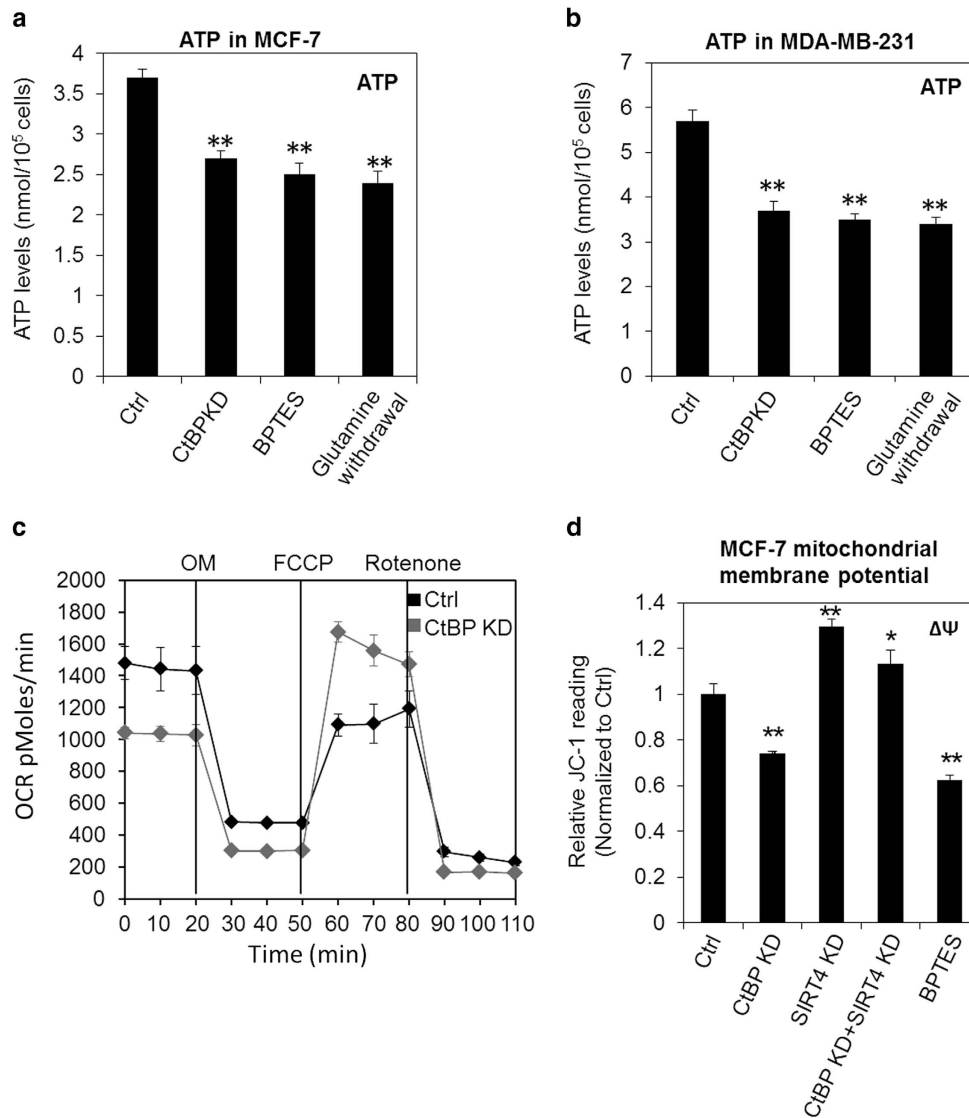 a
ATP in MCF-7
ATP
ATP levels (nmol/10⁵ cells)
4
3.5
3
2.5
2
1.5
1
0.5
0
**
**
**
Ctrl
CtBPKD
BPTES
Glutamine
withdrawal
b
ATP in MDA-MB-231
ATP
ATP levels (nmol/10⁵ cells)
7
6
5
4
3
2
1
0
**
**
**
Ctrl
CtBPKD
BPTES
Glutamine
withdrawal
c
OM FCCP Rotenone
Ctrl
CtBP KD
OCR pMoles/min
2000
1800
1600
1400
1200
1000
800
600
400
200
0
0 10 20 30 40 50 60 70 80 90 100 110
Time (min)
d
MCF-7 mitochondrial
membrane potential
ΔΨ
Relative JC-1 reading
(Normalized to Ctrl)
1.4
1.2
1
0.8
0.6
0.4
0.2
0
**
**
*
**
Ctrl
CtBP KD
SIRT4 KD
CtBP KD+SIRT4 KD
BPTES